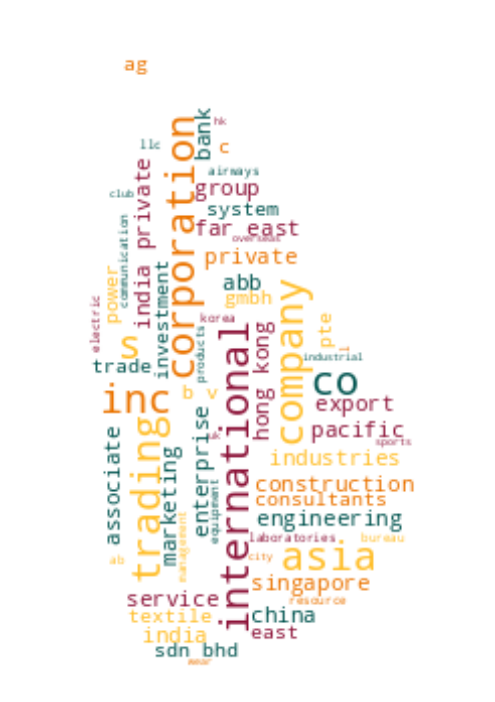 ag
bank
hk
llc
c
corporation
airways
india private
club
group
system
communication
far east
overseas
private
investment
power
abb
gmbh
company
electric
korea
pte
s
international
hong kong
products
l
industrial
trade
co
inc
b v
export
enterprise
trading
pacific
uk
sports
associate
marketing
industries
equipment
construction
consultants
management
engineering
laboratories
bureau
asia
ab
city
singapore
service
resource
textile
china
india
east
sdn bhd
wear